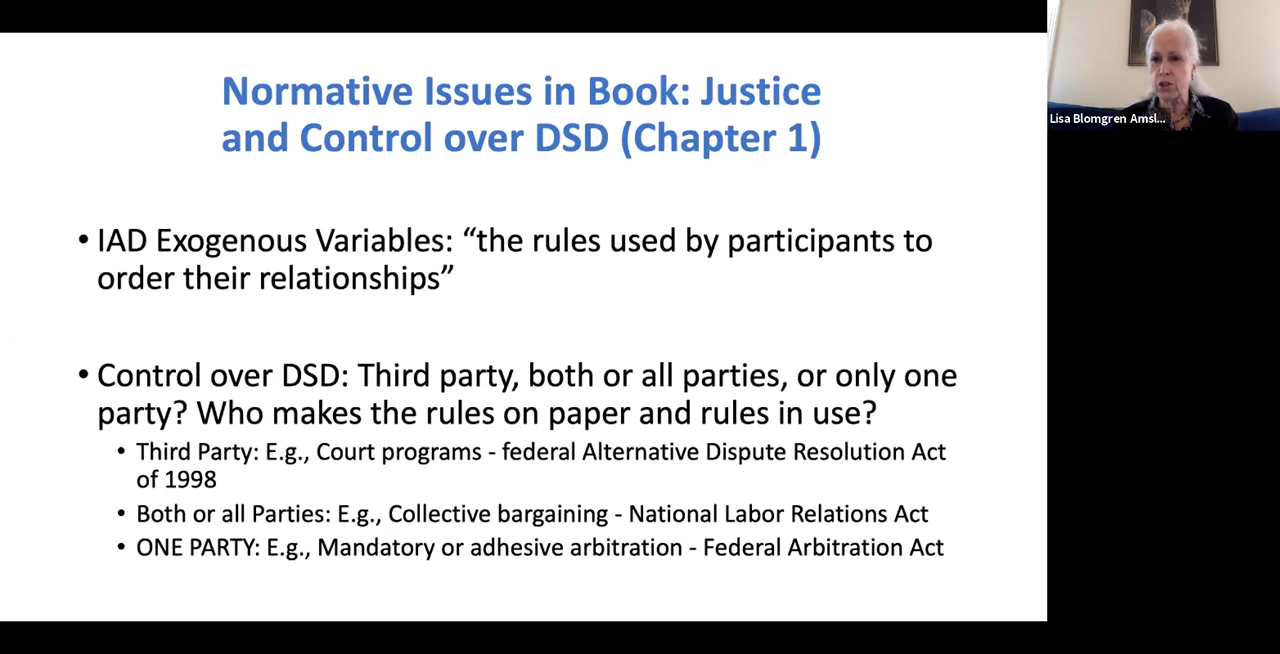 Normative Issues in Book: Justice
and Control over DSD (Chapter 1)
• IAD Exogenous Variables: “the rules used by participants to
order their relationships”
• Control over DSD: Third party, both or all parties, or only one
party? Who makes the rules on paper and rules in use?
• Third Party: E.g., Court programs - federal Alternative Dispute Resolution Act
of 1998
• Both or all Parties: E.g., Collective bargaining - National Labor Relations Act
• ONE PARTY: E.g., Mandatory or adhesive arbitration - Federal Arbitration Act
Lisa Blomgren Amsl...